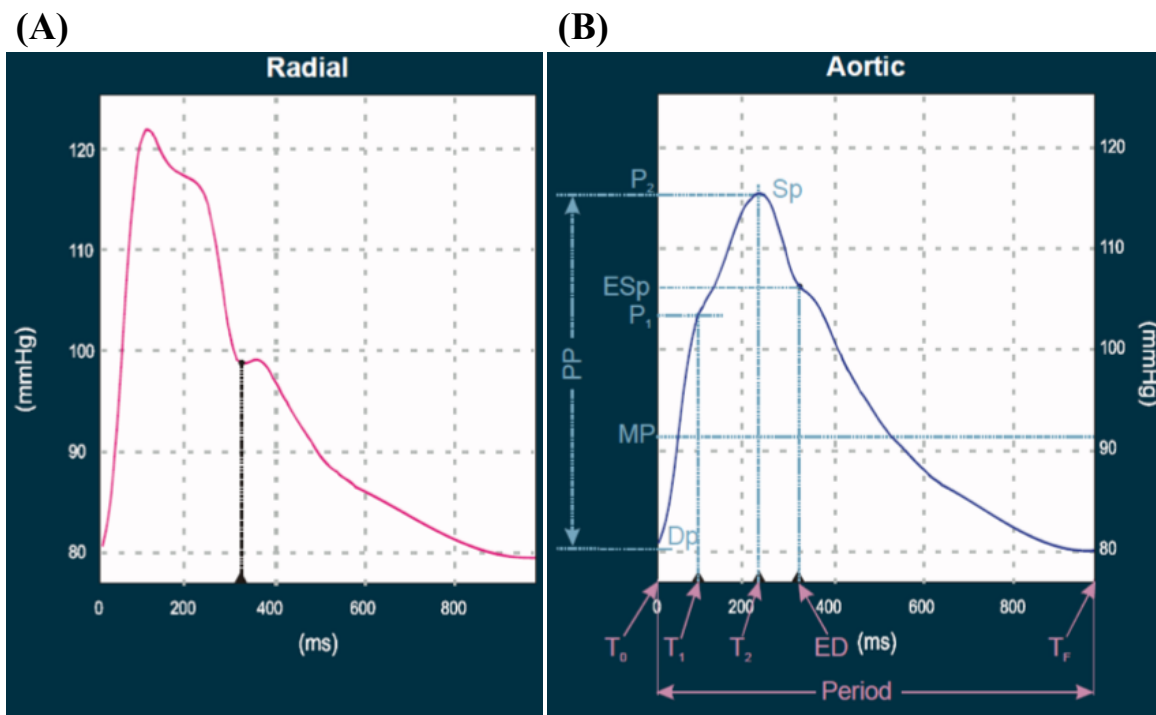 (A)
Radial
120
110
100
90
80
(mmHg)
0
200
400
600
800
(ms)
(B)
Aortic
P₂
Sp
PP
ESp
P₁
MP
Dp
120
110
100
90
80
(mmHg)
0
200
400
600
800
(ms)
T₀
T₁
T₂
ED
T_F
Period